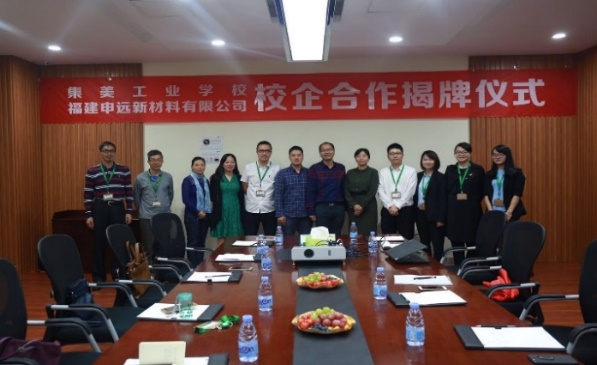 集美工业学校
福建申远新材料有限公司
校企合作揭牌仪式